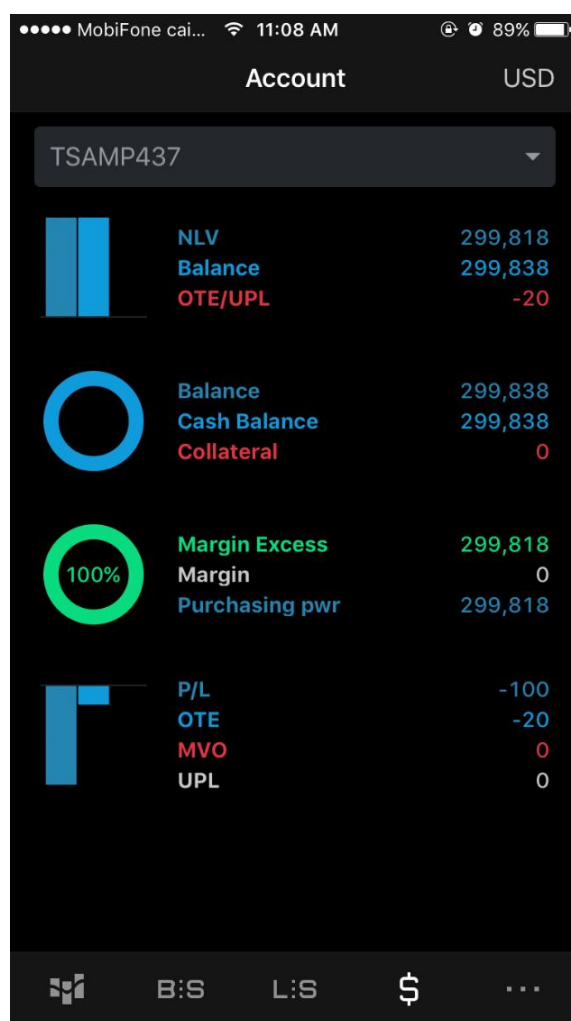 MobiFone cai... 11:08 AM 89%
Account USD
TSAMP437
NLV 299,818
Balance 299,838
OTE/UPL -20
Balance 299,838
Cash Balance 299,838
Collateral 0
100%
Margin Excess 299,818
Margin 0
Purchasing pwr 299,818
P/L -100
OTE -20
MVO 0
UPL 0
B:S L:S $ ...